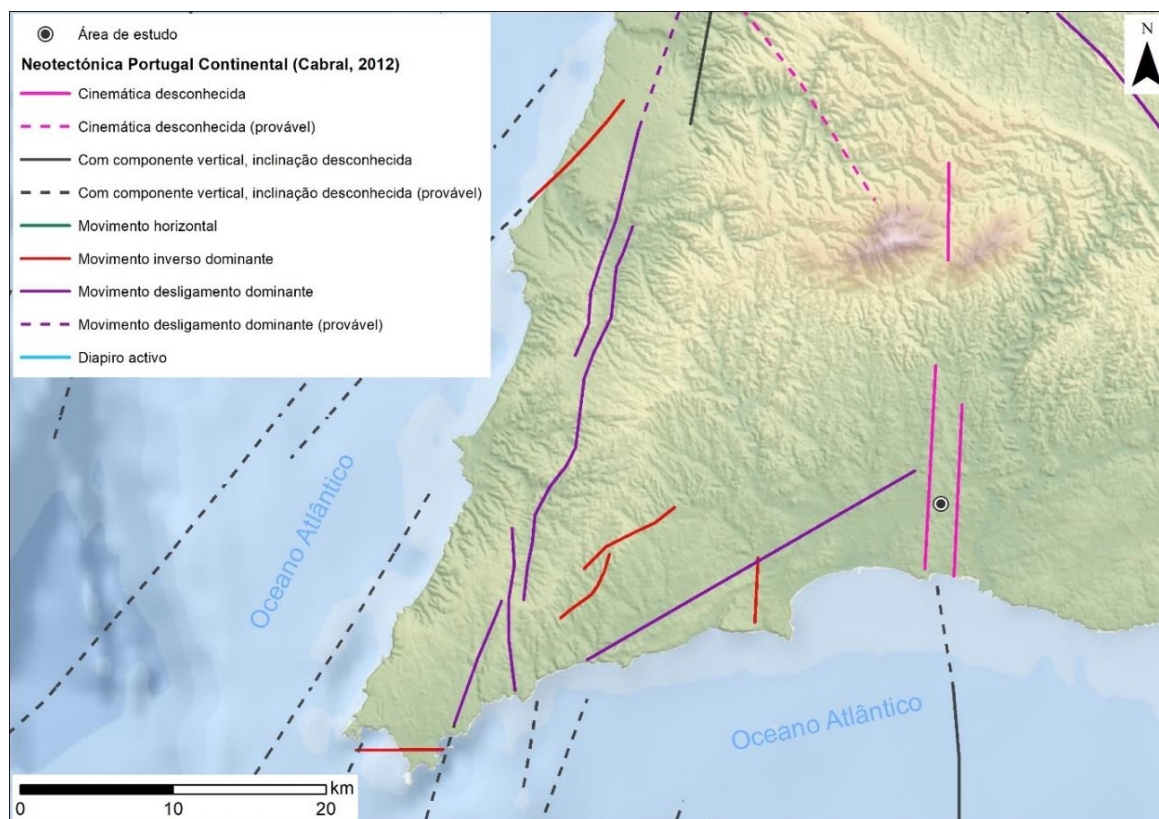 Área de estudo
Neotectónica Portugal Continental (Cabral, 2012)
Cinemática desconhecida
Cinemática desconhecida (provável)
Com componente vertical, inclinação desconhecida
Com componente vertical, inclinação desconhecida (provável)
Movimento horizontal
Movimento inverso dominante
Movimento desligamento dominante
Movimento desligamento dominante (provável)
Diapiro activo
N
Oceano Atlântico
Oceano Atlântico
km
0 10 20